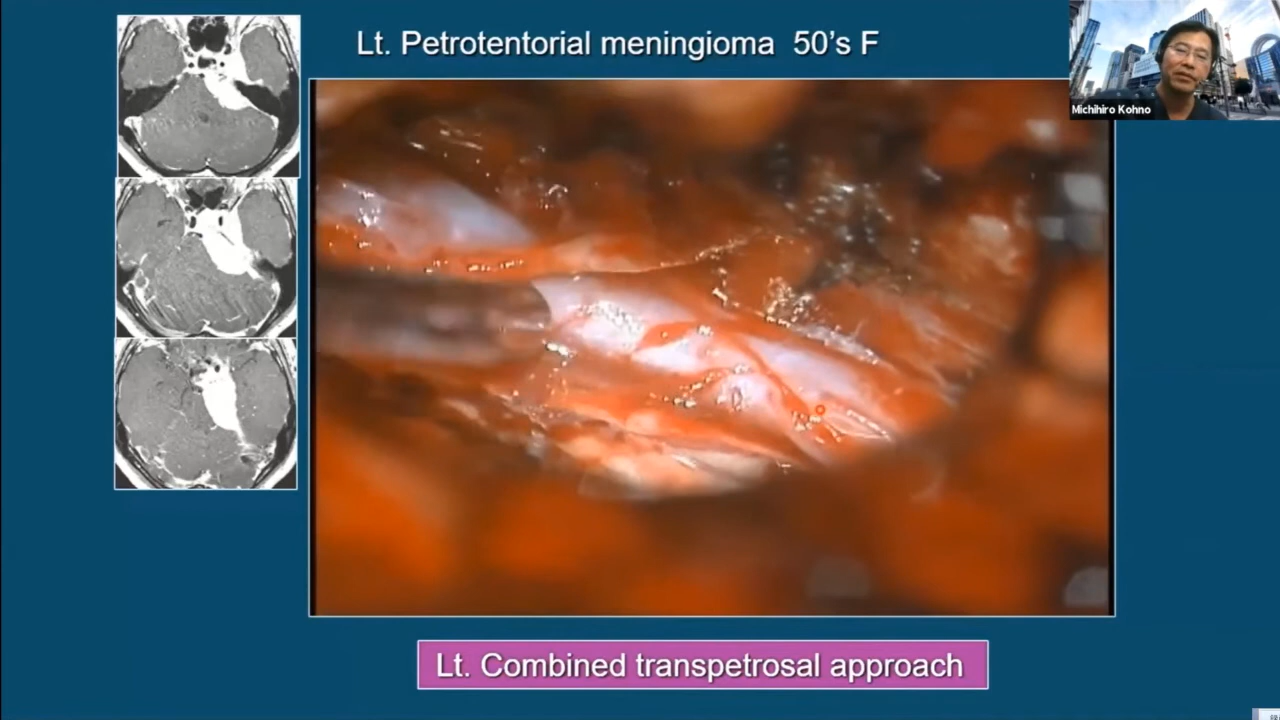 Lt. Petrotentorial meningioma 50's F
Michihiro Kohno
Lt. Combined transpetrosal approach